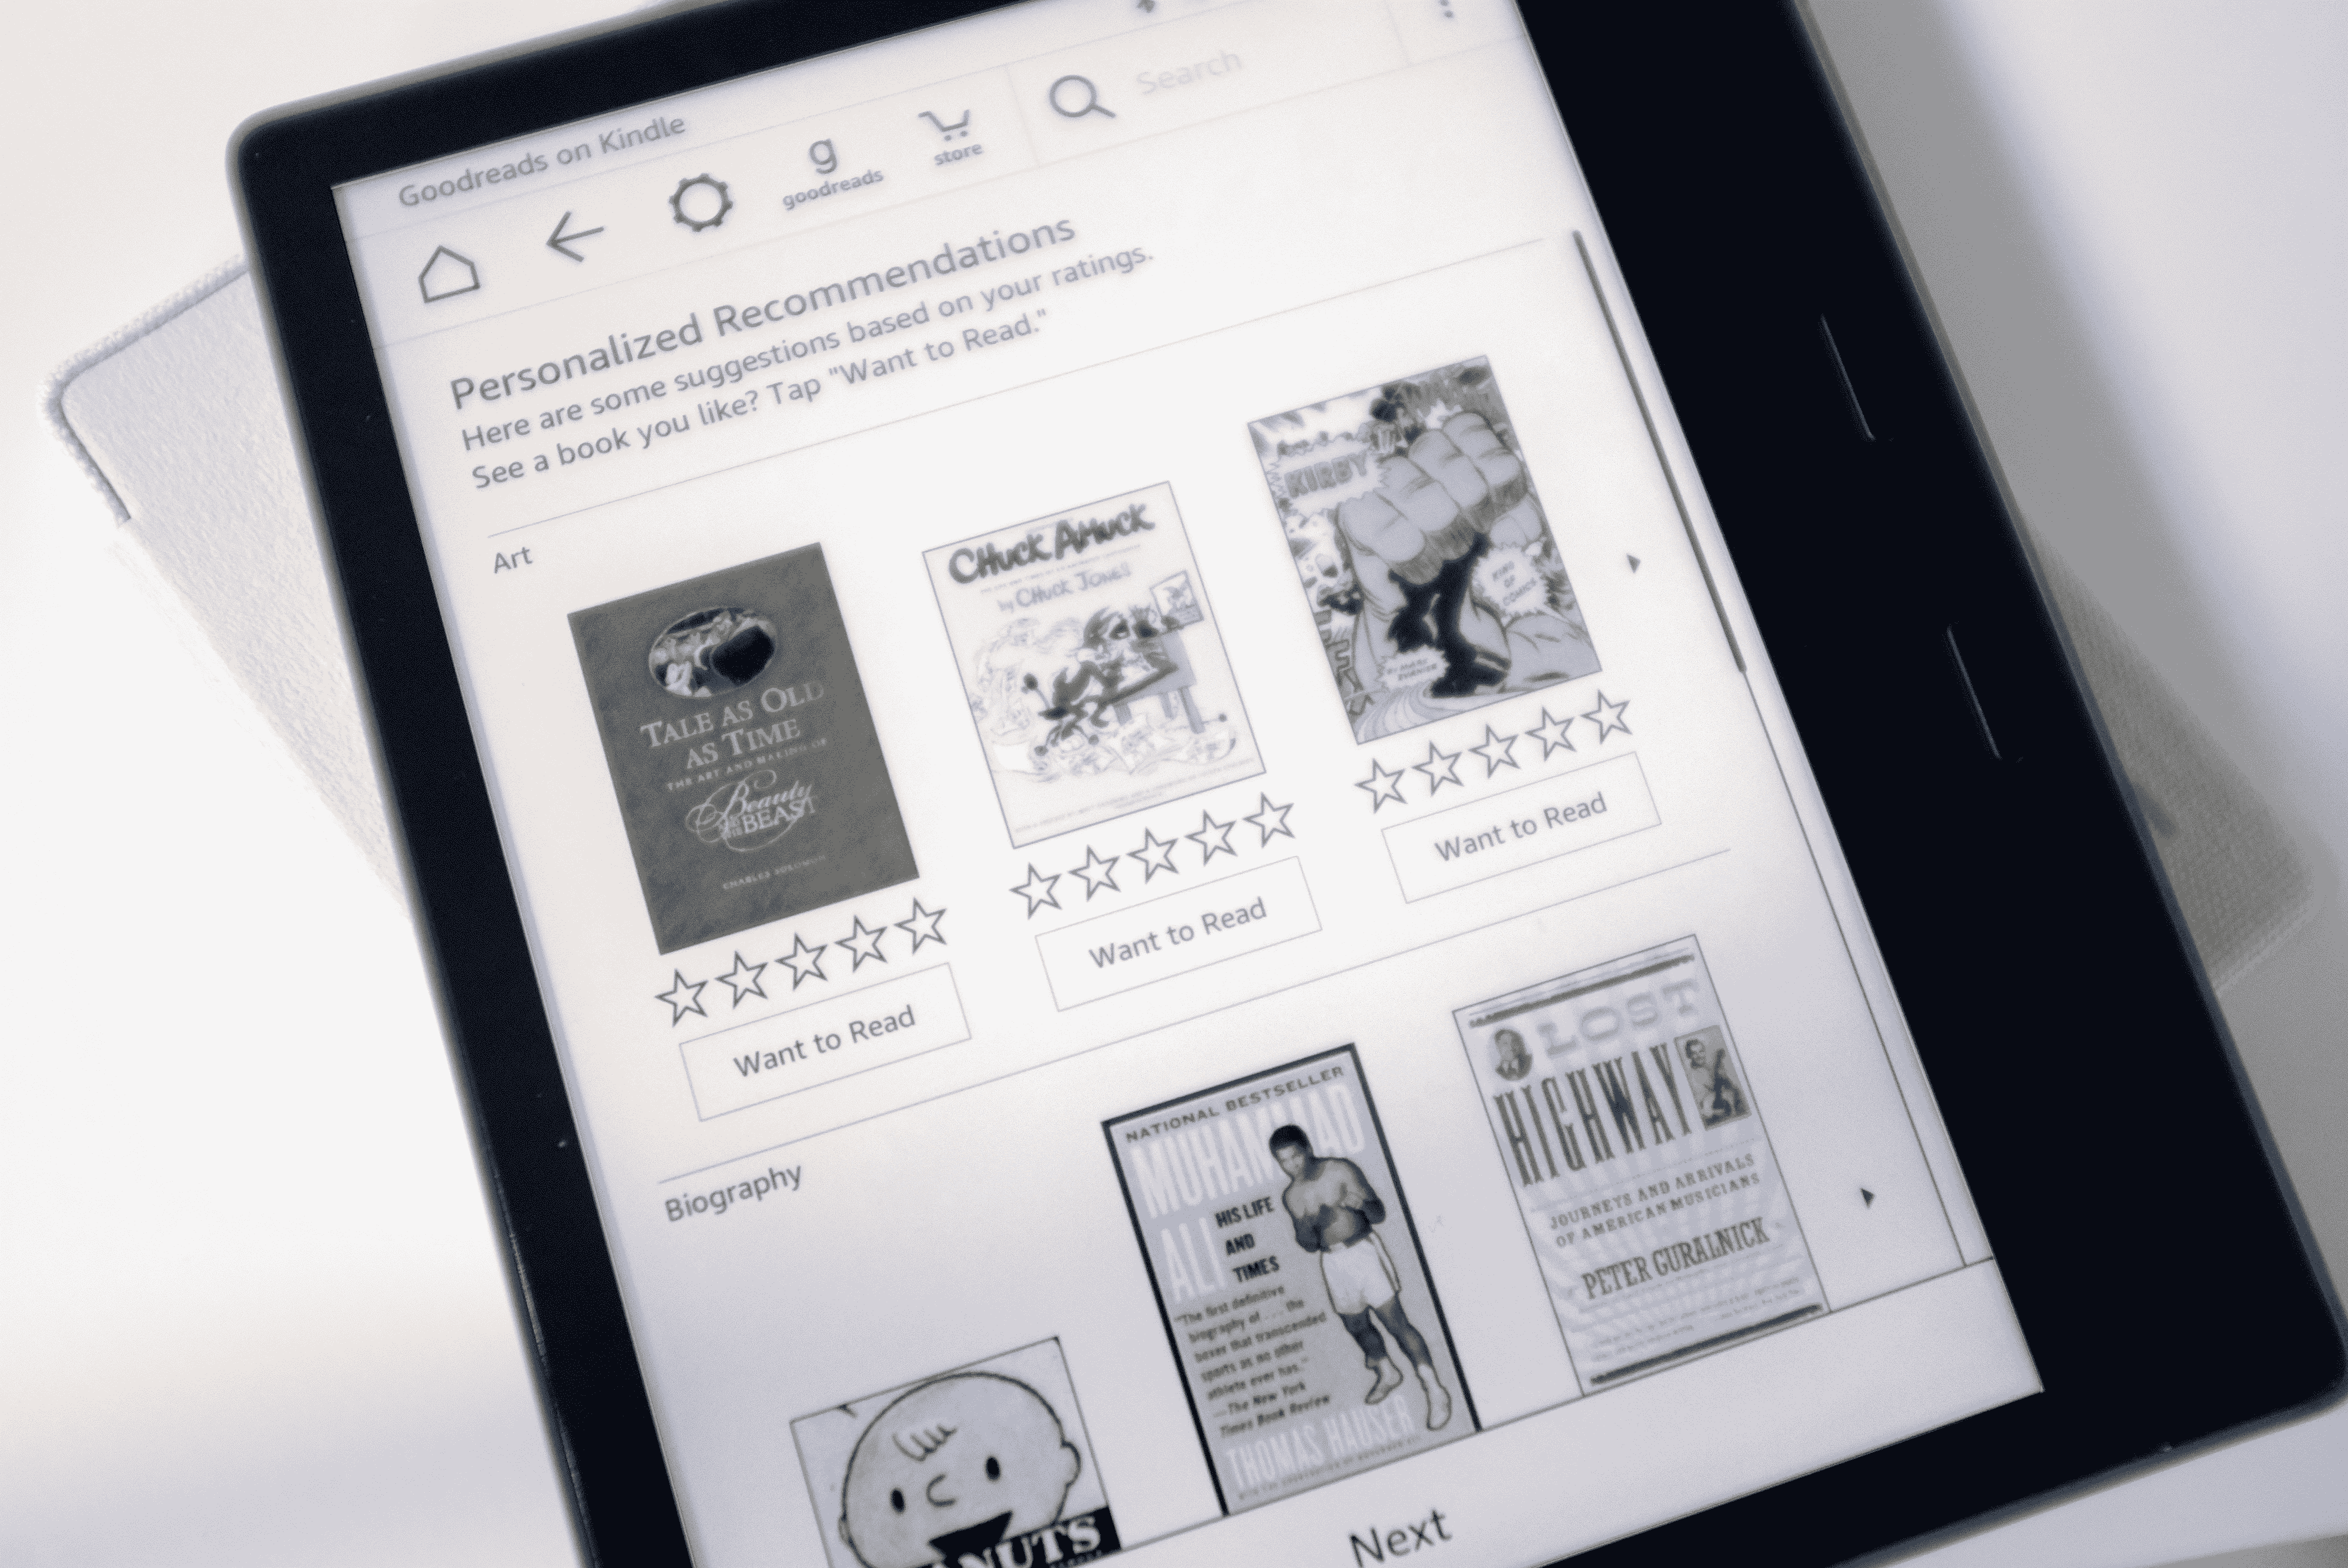 Goodreads on Kindle
g
goodreads
store
Search
Personalized Recommendations
Here are some suggestions based on your ratings.
See a book you like? Tap "Want to Read."
Art
TALE AS OLD
AS TIME
THE ART AND MAKING OF
Beauty
AND THE
BEAST
CHARLES SOLOMON
Want to Read
CHUCK AMUCK
by CHUCK JONES
Want to Read
KIRBY
KING
OF
COMICS
BY MARK
EVANIER
Want to Read
Biography
NUTS
NATIONAL BESTSELLER
MUHAMMAD
ALI
HIS LIFE
AND
TIMES
"The first definitive
biography of . . . the
boxer that transcended
sports as no other
athlete ever has."
—The New York
Times Book Review
THOMAS HAUSER
LOST
HIGHWAY
JOURNEYS AND ARRIVALS
OF AMERICAN MUSICIANS
PETER GURALNICK
Next